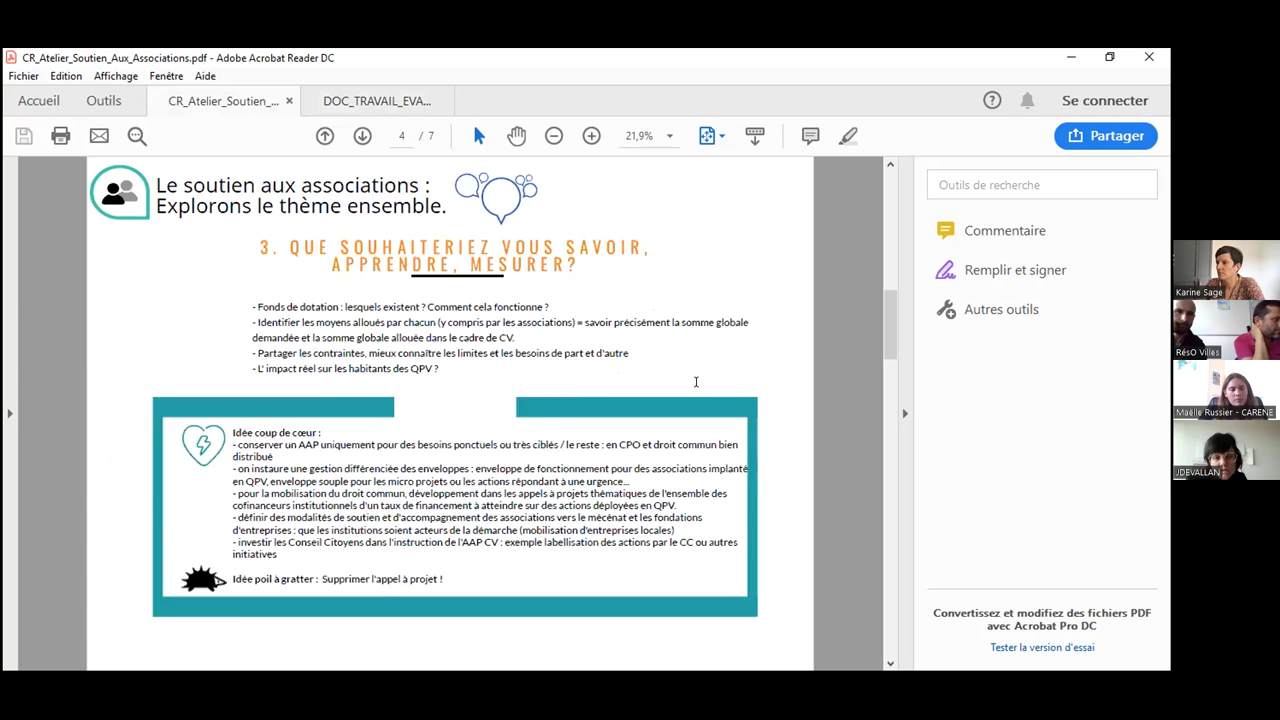 CR_Atelier_Soutien_Aux_Associations.pdf - Adobe Acrobat Reader DC
Fichier Edition Affichage Fenêtre Aide
Accueil Outils CR_Atelier_Soutien_... × DOC_TRAVAIL_EVA... Se connecter
4 / 7 21,9% Partager
Le soutien aux associations :
Explorons le thème ensemble.
3. QUE SOUHAITERIEZ VOUS SAVOIR,
APPRENDRE, MESURER?
- Fonds de dotation : lesquels existent ? Comment cela fonctionne ?
- Identifier les moyens alloués par chacun (y compris par les associations) = savoir précisément la somme globale
demandée et la somme globale allouée dans le cadre de CV.
- Partager les contraintes, mieux connaître les limites et les besoins de part et d'autre
- L' impact réel sur les habitants des QPV ?
Idée coup de cœur :
- conserver un AAP uniquement pour des besoins ponctuels ou très ciblés / le reste : en CPO et droit commun bien
distribué
- on instaure une gestion différenciée des enveloppes : enveloppe de fonctionnement pour des associations implanté
en QPV, enveloppe souple pour les micro projets ou les actions répondant à une urgence...
- pour la mobilisation du droit commun, développement dans les appels à projets thématiques de l'ensemble des
cofinanceurs institutionnels d'un taux de financement à atteindre sur des actions déployées en QPV.
- définir des modalités de soutien et d'accompagnement des associations vers le mécénat et les fondations
d'entreprises : que les institutions soient acteurs de la démarche (mobilisation d'entreprises locales)
- investir les Conseil Citoyens dans l'instruction de l'AAP CV : exemple labellisation des actions par le CC ou autres
initiatives
Idée poil à gratter : Supprimer l'appel à projet !
Outils de recherche
Commentaire
Remplir et signer
Autres outils
Convertissez et modifiez des fichiers PDF
avec Acrobat Pro DC
Tester la version d'essai
Karine Sage
RésO Villes
Maëlle Russier - CARENE
JDEVALLAN